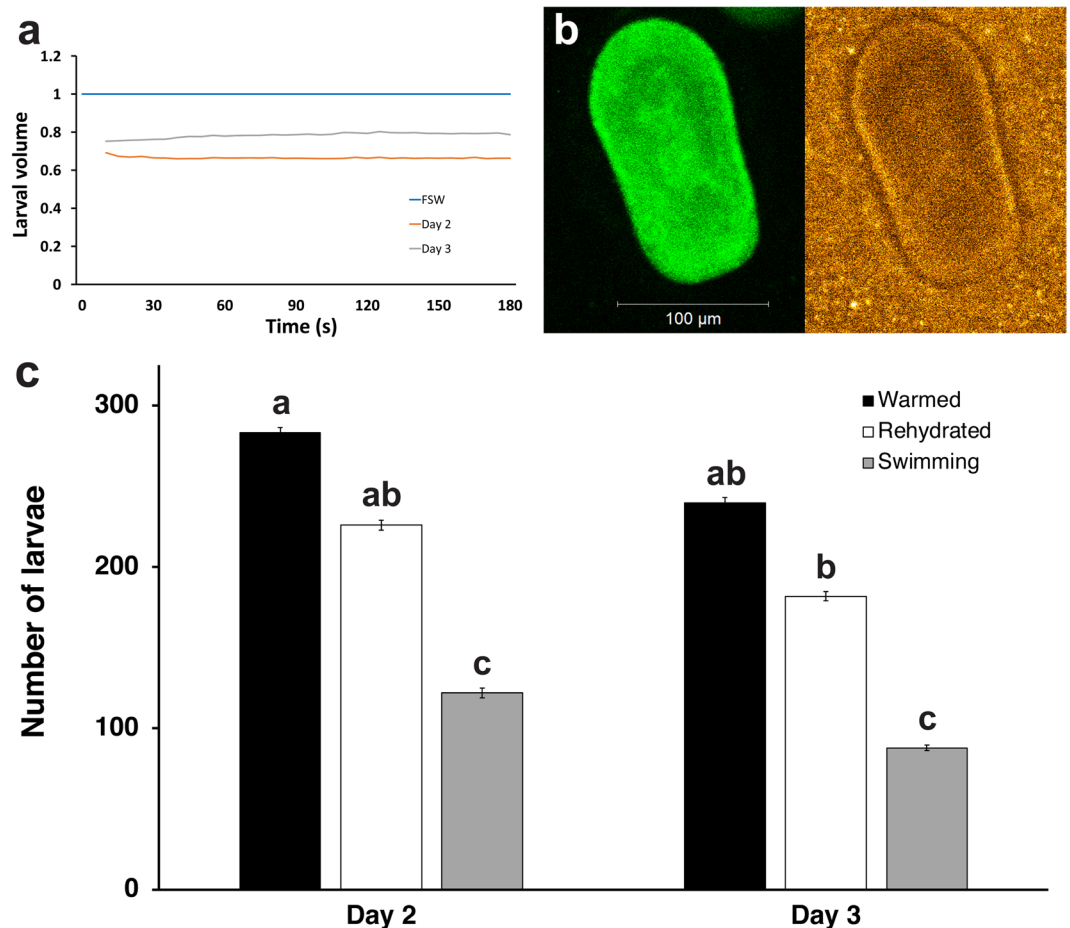 a
1.2
1
0.8
0.6
0.4
0.2
0
Larval volume
FSW
Day 2
Day 3
0 30 60 90 120 150 180
Time (s)
b
100 µm
c
300
200
100
0
Number of larvae
Warmed
Rehydrated
Swimming
a
ab
c
ab
b
c
Day 2 Day 3